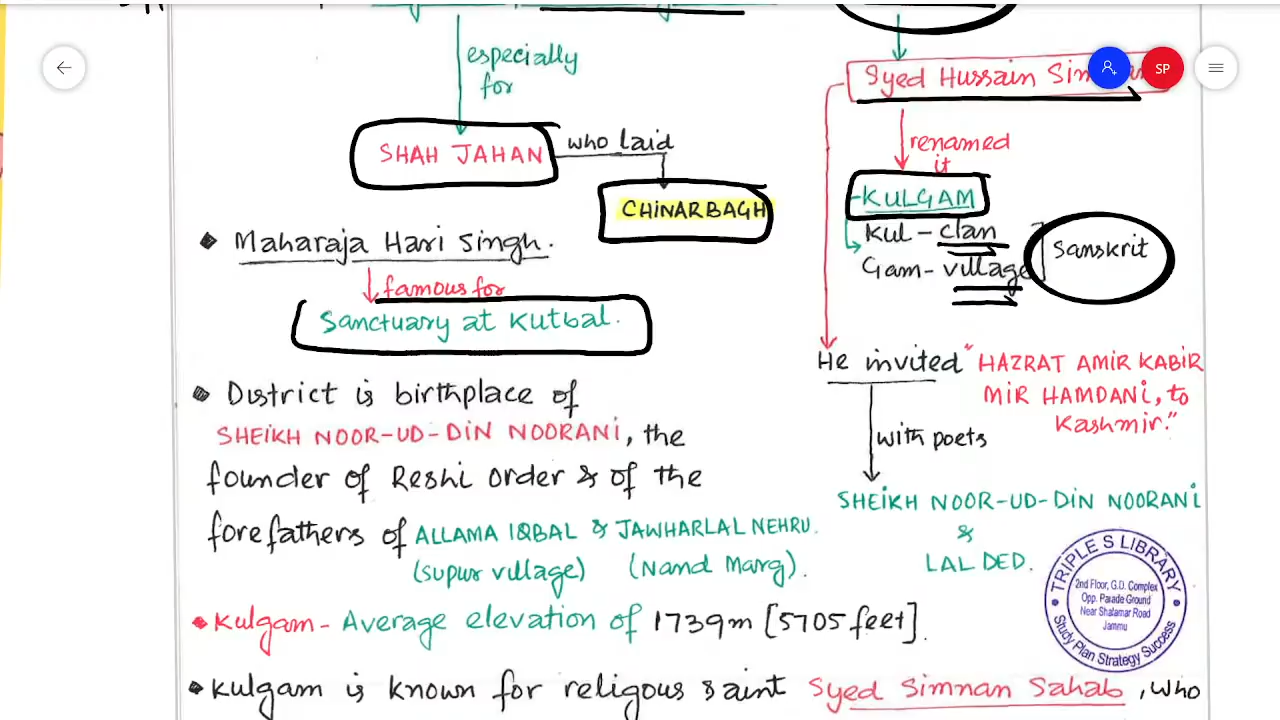 especially
for
SHAH JAHAN
who laid
CHINARBAGH
Maharaja Hari Singh.
famous for
Sanctuary at Kutbal.
District is birthplace of
SHEIKH NOOR-UD-DIN NOORANI, the
founder of Reshi order & of the
forefathers of ALLAMA IQBAL & JAWHARLAL NEHRU.
(Supur village) (Nand Marg).
Kulgam - Average elevation of 1739m [5705 feet].
Kulgam is known for religous saint Syed Simnan Sahab, who
Syed Hussain
SP
renamed
it
-KULGAM
Kul - clan
Gam - village
Sanskrit
He invited "HAZRAT AMIR KABIR
MIR HAMDANI, to
Kashmir."
with poets
SHEIKH NOOR-UD-DIN NOORANI
&
LAL DED.
TRIPLE S LIBRARY
2nd Floor, G.D. Complex
Opp. Parade Ground
Near Shalamar Road
Jammu
Study Plan Strategy Success